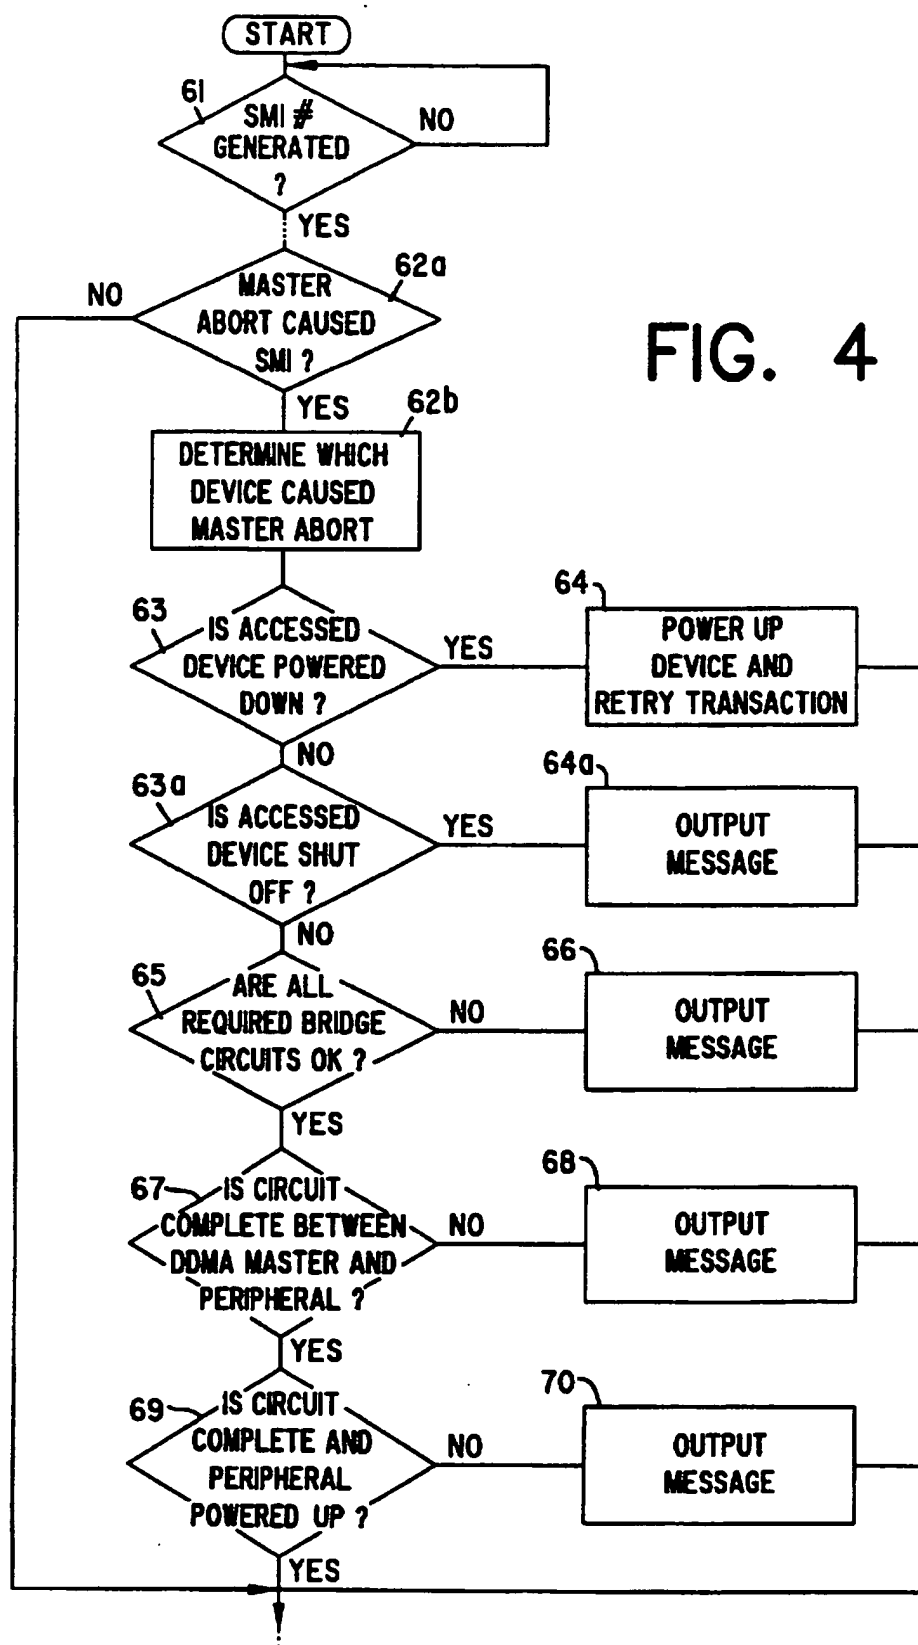 START
61
SMI #
GENERATED
?
NO
YES
62a
MASTER
ABORT CAUSED
SMI ?
NO
YES
FIG. 4
62b
DETERMINE WHICH
DEVICE CAUSED
MASTER ABORT
63
IS ACCESSED
DEVICE POWERED
DOWN ?
YES
64
POWER UP
DEVICE AND
RETRY TRANSACTION
NO
63a
IS ACCESSED
DEVICE SHUT
OFF ?
YES
64a
OUTPUT
MESSAGE
NO
65
ARE ALL
REQUIRED BRIDGE
CIRCUITS OK ?
NO
66
OUTPUT
MESSAGE
YES
67
IS CIRCUIT
COMPLETE BETWEEN
DDMA MASTER AND
PERIPHERAL ?
NO
68
OUTPUT
MESSAGE
YES
69
IS CIRCUIT
COMPLETE AND
PERIPHERAL
POWERED UP ?
NO
70
OUTPUT
MESSAGE
YES